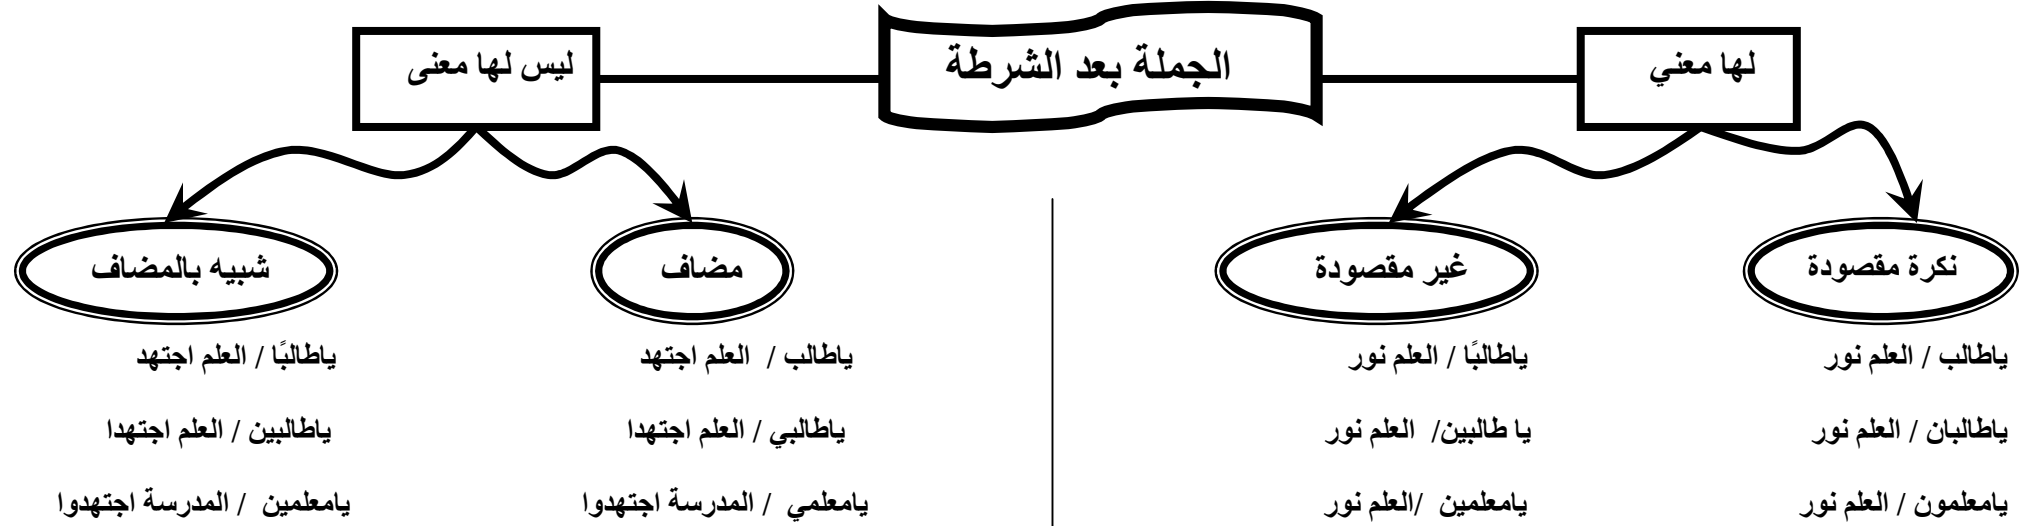 الجملة بعد الشرطة
لها معني
ليس لها معنى
نكرة مقصودة
غير مقصودة
مضاف
شبيه بالمضاف
ياطالب / العلم نور
ياطالبًا / العلم نور
ياطالب / العلم اجتهد
ياطالبًا / العلم اجتهد
ياطالبان / العلم نور
يا طالبين/ العلم نور
ياطالبي / العلم اجتهدا
ياطالبين / العلم اجتهدا
يامعلمون / العلم نور
يامعلمين /العلم نور
يامعلمي / المدرسة اجتهدوا
يامعلمين / المدرسة اجتهدوا